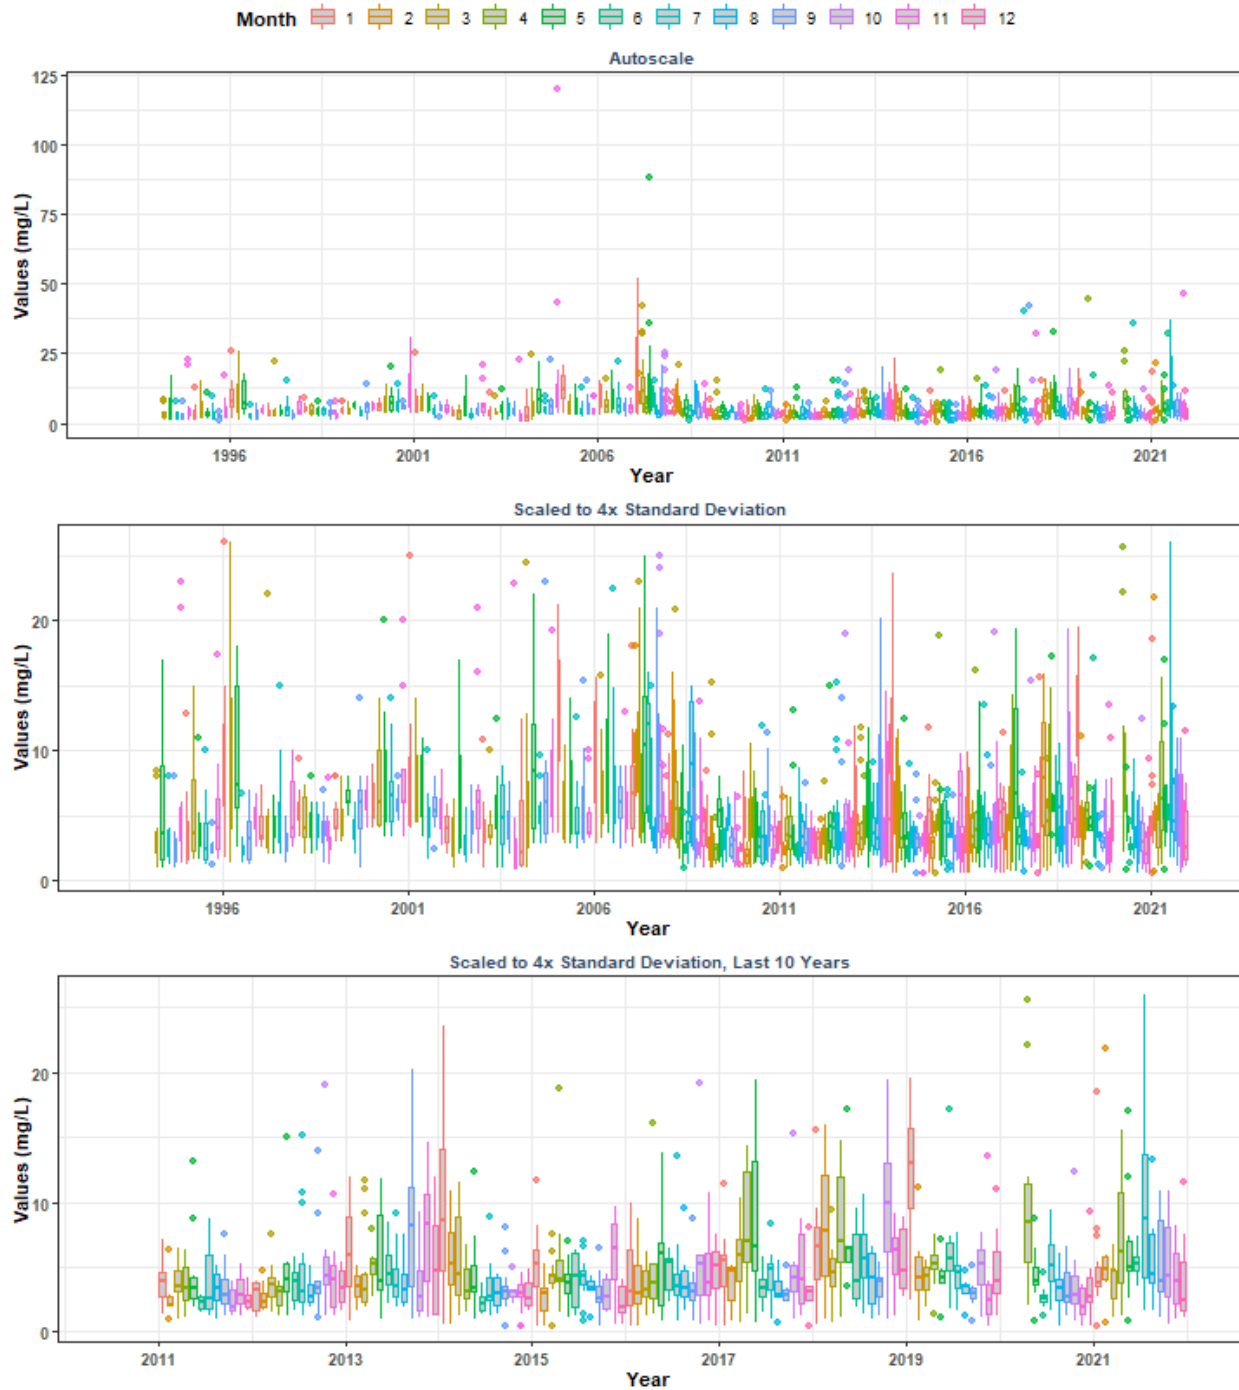 Month 1 2 3 4 5 6 7 8 9 10 11 12
Autoscale
125
100
75
50
25
0
Values (mg/L)
1996 2001 2006 2011 2016 2021
Year
Scaled to 4x Standard Deviation
20
10
0
Values (mg/L)
1996 2001 2006 2011 2016 2021
Year
Scaled to 4x Standard Deviation, Last 10 Years
20
10
0
Values (mg/L)
2011 2013 2015 2017 2019 2021
Year